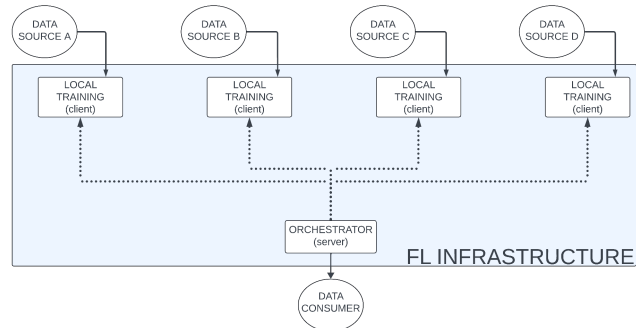 DATA
SOURCE A
DATA
SOURCE B
DATA
SOURCE C
DATA
SOURCE D
LOCAL
TRAINING
(client)
LOCAL
TRAINING
(client)
LOCAL
TRAINING
(client)
LOCAL
TRAINING
(client)
ORCHESTRATOR
(server)
FL INFRASTRUCTURE
DATA
CONSUMER